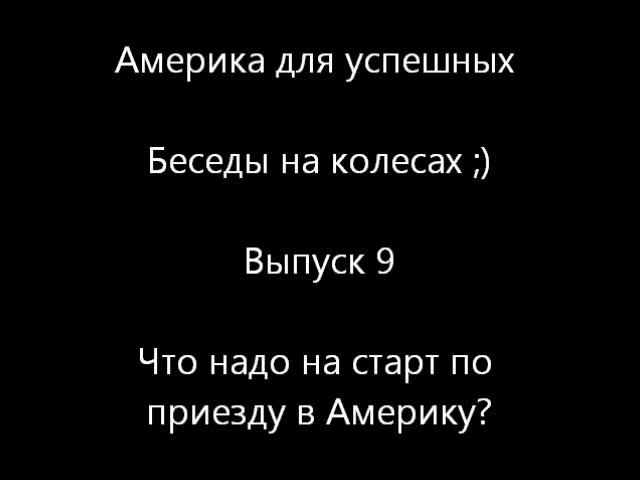 Америка для успешных
Беседы на колесах ;)
Выпуск 9
Что надо на старт по
приезду в Америку?